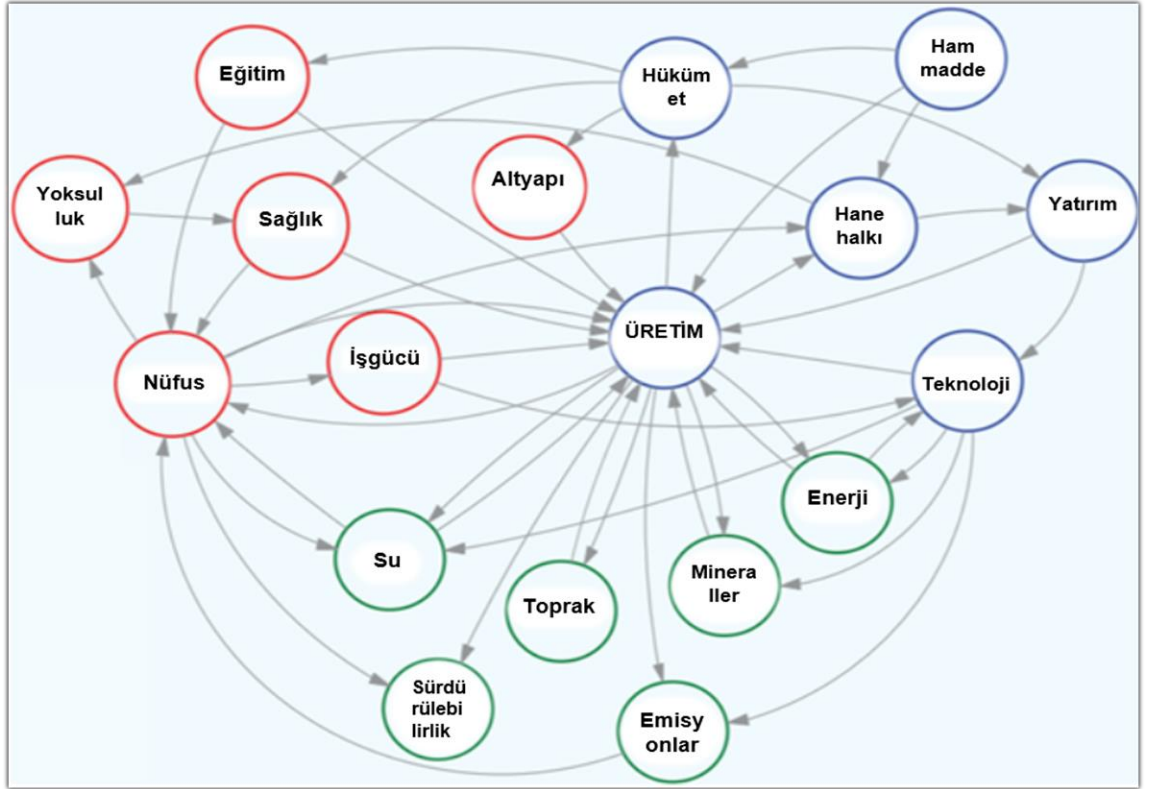 Eğitim
Hüküm
et
Ham
madde
Yoksul
luk
Sağlık
Altyapı
Hane
halkı
Yatırım
Nüfus
İşgücü
ÜRETİM
Teknoloji
Su
Toprak
Minera
ller
Enerji
Sürdü
rülebi
lirlik
Emisy
onlar